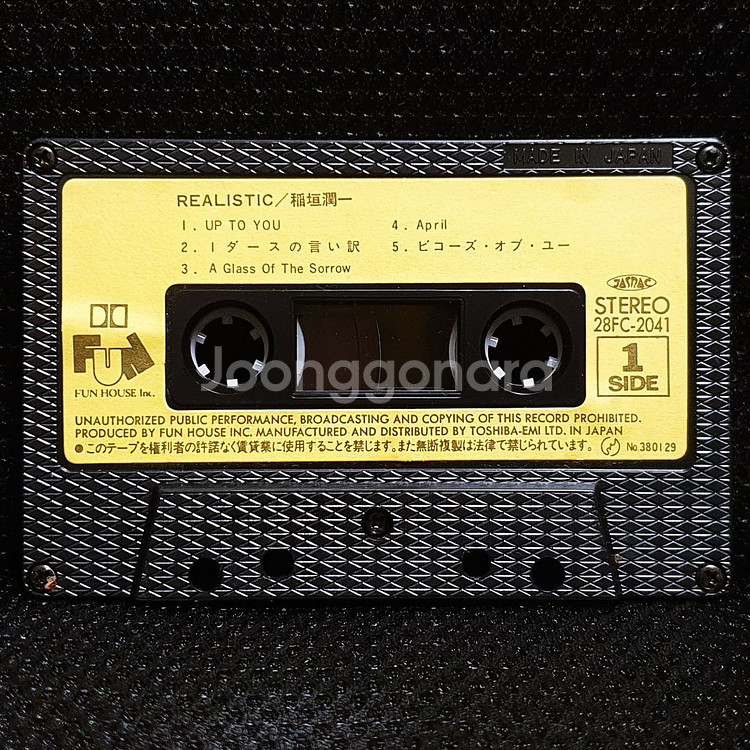 MADE IN JAPAN
REALISTIC／稲垣潤一
1. UP TO YOU
2. 1ダースの言い訳
3. A Glass Of The Sorrow
4. April
5. ビコーズ・オブ・ユー
JASRAC
STEREO
28FC-2041
1
SIDE
FUN
FUN HOUSE Inc.
Joonggonara
UNAUTHORIZED PUBLIC PERFORMANCE, BROADCASTING AND COPYING OF THIS RECORD PROHIBITED.
PRODUCED BY FUN HOUSE INC. MANUFACTURED AND DISTRIBUTED BY TOSHIBA-EMI LTD. IN JAPAN
●このテープを権利者の許諾なく賃貸業に使用することを禁じます。また無断複製は法律で禁じられています。 No.380129